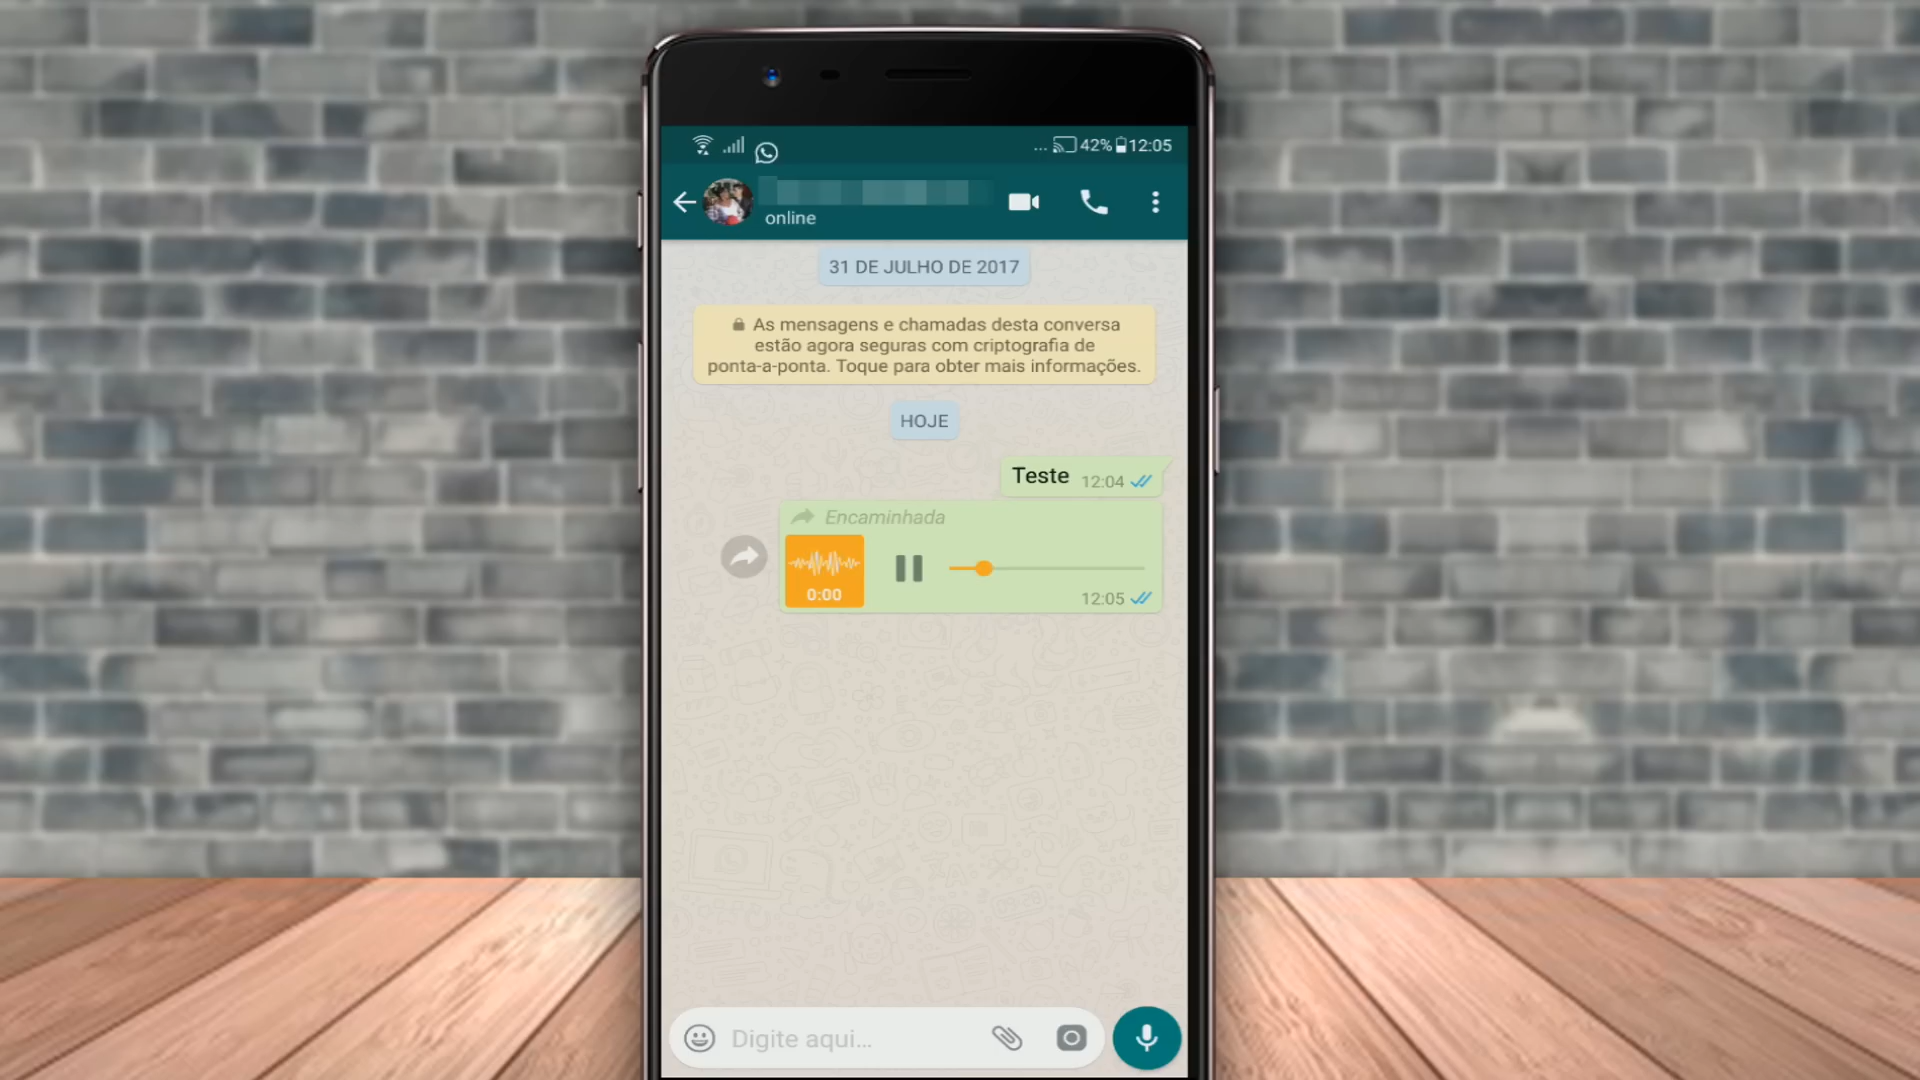 ... 42% 12:05
online
31 DE JULHO DE 2017
As mensagens e chamadas desta conversa
estão agora seguras com criptografia de
ponta-a-ponta. Toque para obter mais informações.
HOJE
Teste 12:04
Encaminhada
0:00
12:05
Digite aqui...